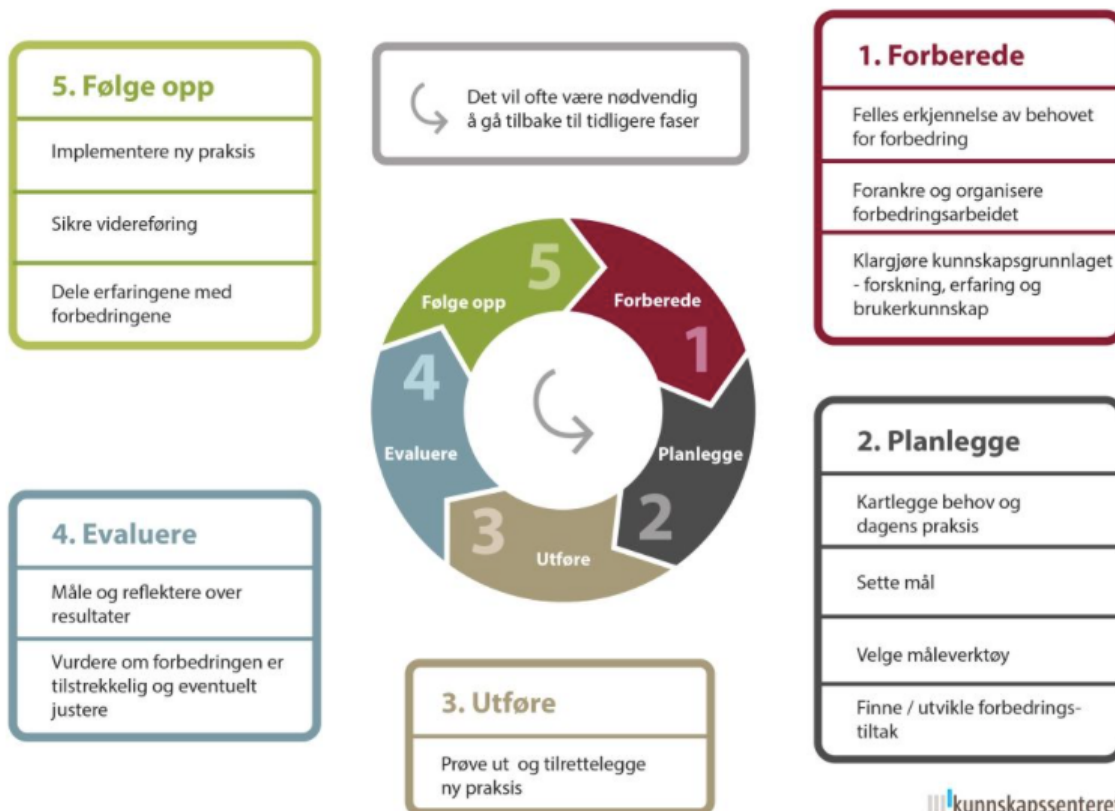 5. Følge opp
Implementere ny praksis
Sikre videreføring
Dele erfaringene med
forbedringene
Det vil ofte være nødvendig
å gå tilbake til tidligere faser
1. Forberede
Felles erkjennelse av behovet
for forbedring
Forankre og organisere
forbedringsarbeidet
Klargjøre kunnskapsgrunnlaget
- forskning, erfaring og
brukerkunnskap
5
Følge opp
Forberede
1
4
Evaluere
Planlegge
2
3
Utføre
2. Planlegge
Kartlegge behov og
dagens praksis
Sette mål
Velge måleverktøy
Finne / utvikle forbedrings-
tiltak
4. Evaluere
Måle og reflektere over
resultater
Vurdere om forbedringen er
tilstrekkelig og eventuelt
justere
3. Utføre
Prøve ut og tilrettelegge
ny praksis
kunnskapssenteret